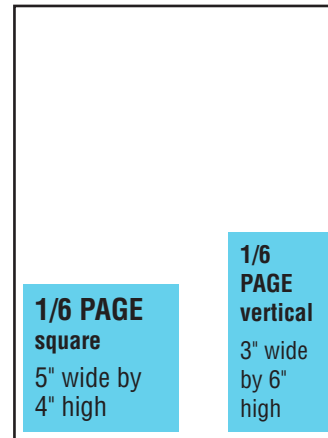 1/6 PAGE
square
5" wide by
4" high
1/6
PAGE
vertical
3" wide
by 6"
high